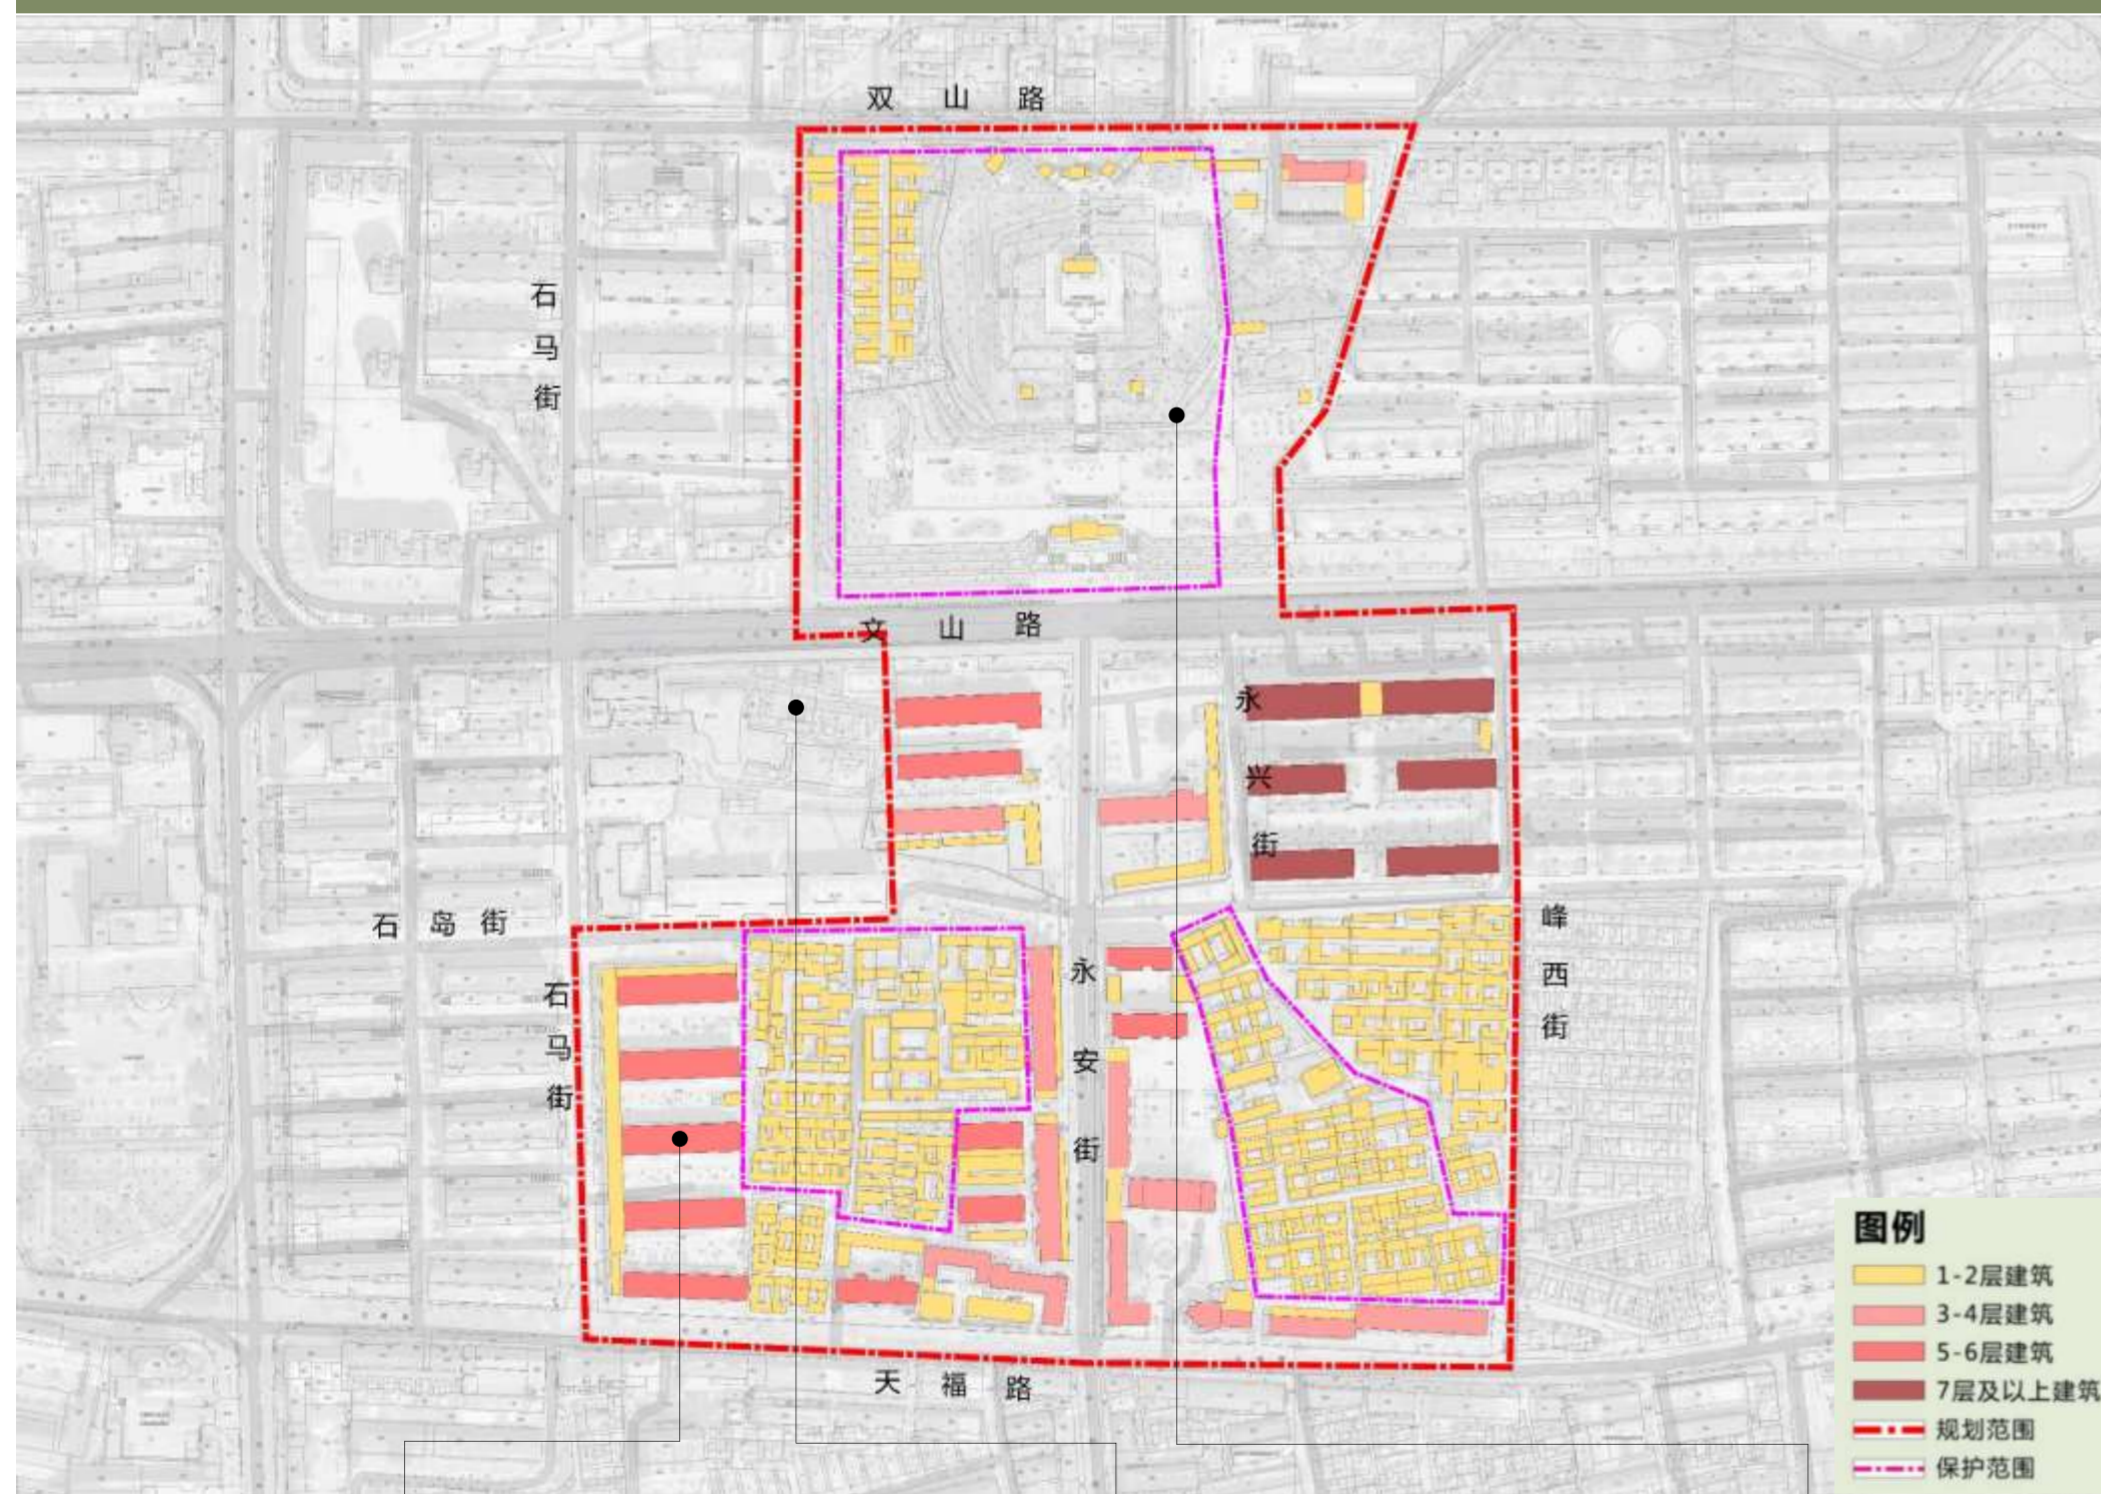 双山路
石马街
文山路
永兴街
石岛街
峰西街
永安街
石马街
天福路
图例
1-2层建筑
3-4层建筑
5-6层建筑
7层及以上建筑
规划范围
保护范围